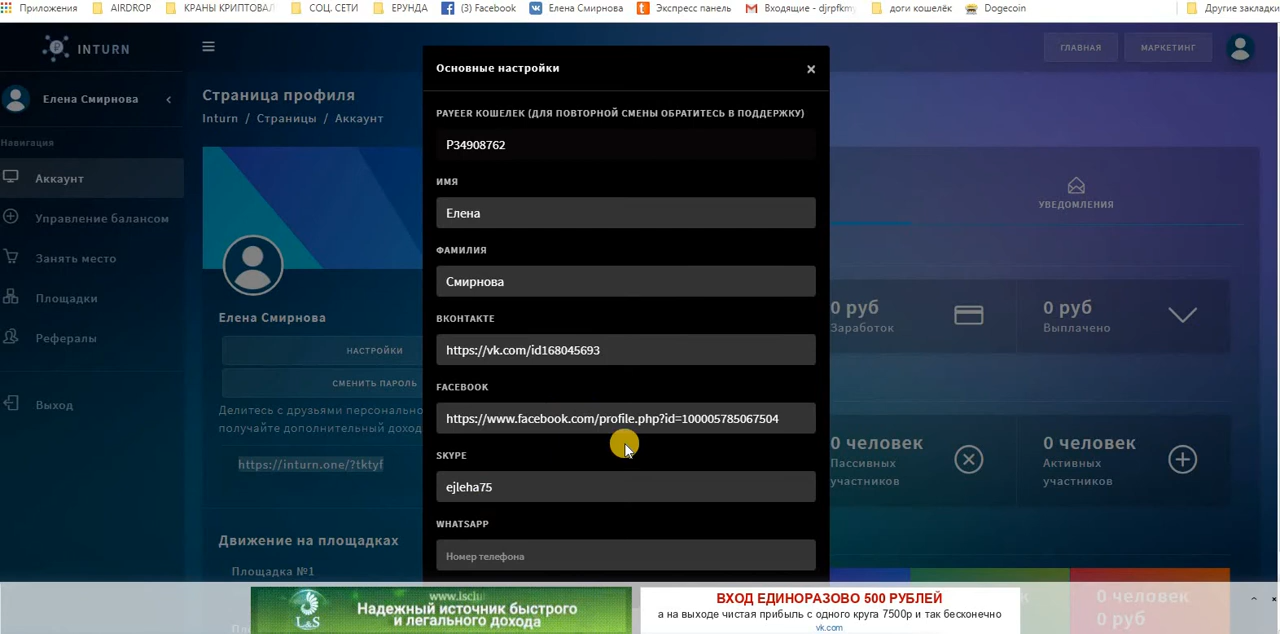 Приложения AIRDROP КРАНЫ КРИПТОВАЛ СОЦ. СЕТИ ЕРУНДА (3) Facebook Елена Смирнова Экспресс панель Входящие - djrpfkm доги кошелёк Dogecoin Другие закладки
INTURN
ГЛАВНАЯ
МАРКЕТИНГ
Елена Смирнова
Навигация
Аккаунт
Управление балансом
Занять место
Площадки
Рефералы
Выход
Страница профиля
Inturn / Страницы / Аккаунт
Елена Смирнова
НАСТРОЙКИ
СМЕНИТЬ ПАРОЛЬ
Делитесь с друзьями персонально
получайте дополнительный доход
https://inturn.one/?tktyf
Движение на площадках
Площадка №1
Основные настройки
×
PAYEER КОШЕЛЕК (ДЛЯ ПОВТОРНОЙ СМЕНЫ ОБРАТИТЕСЬ В ПОДДЕРЖКУ)
P34908762
ИМЯ
Елена
ФАМИЛИЯ
Смирнова
ВКОНТАКТЕ
https://vk.com/id168045693
FACEBOOK
https://www.facebook.com/profile.php?id=100005785067504
SKYPE
ejleha75
WHATSAPP
Номер телефона
УВЕДОМЛЕНИЯ
0 руб
Заработок
0 руб
Выплачено
0 человек
Пассивных
участников
0 человек
Активных
участников
0 человек
0 руб
www.lsclu
L&S
Надежный источник быстрого
и легального дохода
ВХОД ЕДИНОРАЗОВО 500 РУБЛЕЙ
а на выходе чистая прибыль с одного круга 7500р и так бесконечно
vk.com